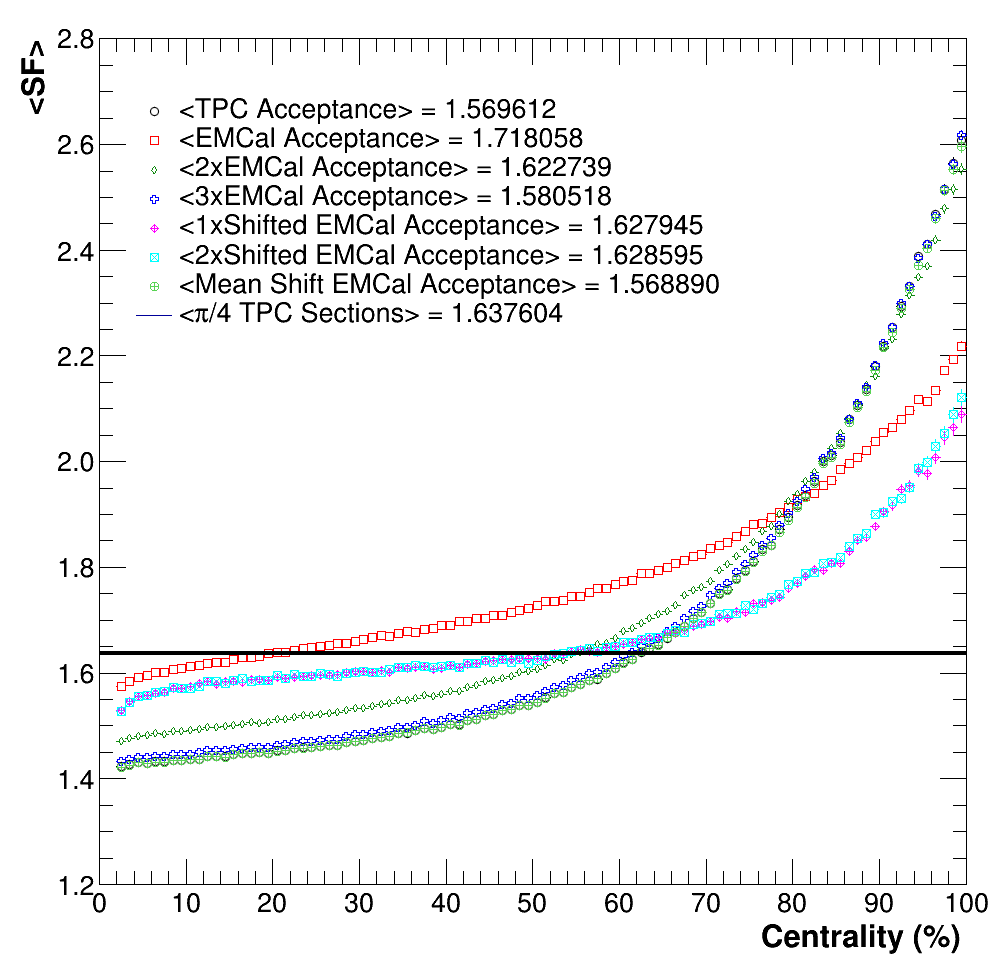 <SF>
2.8
2.6
2.4
2.2
2.0
1.8
1.6
1.4
1.2
<TPC Acceptance> = 1.569612
<EMCal Acceptance> = 1.718058
<2xEMCal Acceptance> = 1.622739
<3xEMCal Acceptance> = 1.580518
<1xShifted EMCal Acceptance> = 1.627945
<2xShifted EMCal Acceptance> = 1.628595
<Mean Shift EMCal Acceptance> = 1.568890
<π/4 TPC Sections> = 1.637604
0 10 20 30 40 50 60 70 80 90 100
Centrality (%)